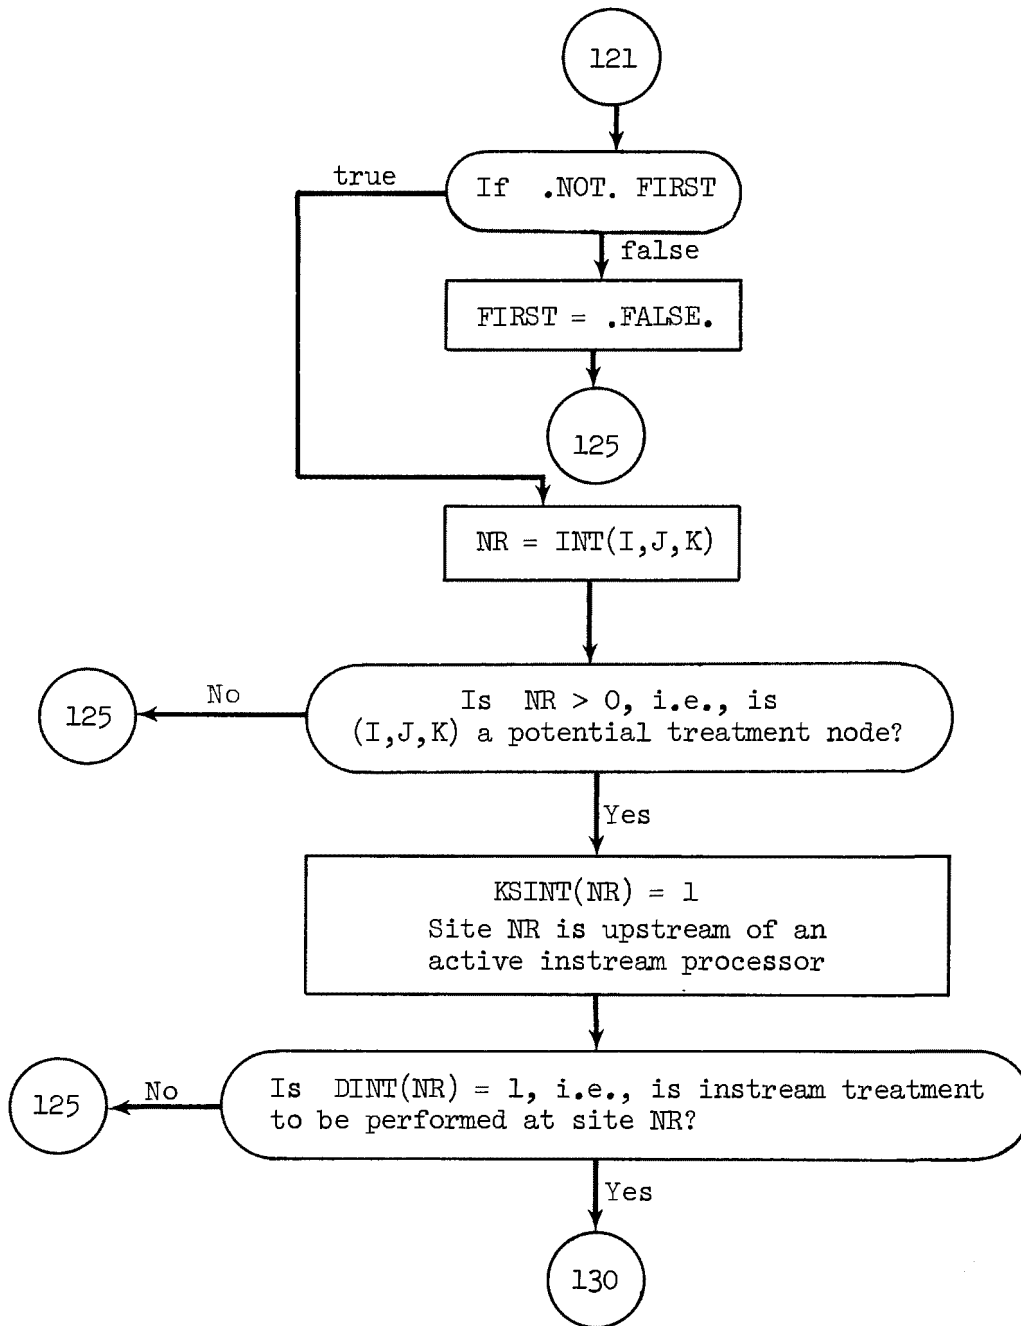 121
If .NOT. FIRST
true
false
FIRST = .FALSE.
125
NR = INT(I,J,K)
Is NR > 0, i.e., is
(I,J,K) a potential treatment node?
No
125
Yes
KSINT(NR) = 1
Site NR is upstream of an
active instream processor
Is DINT(NR) = 1, i.e., is instream treatment
to be performed at site NR?
No
125
Yes
130